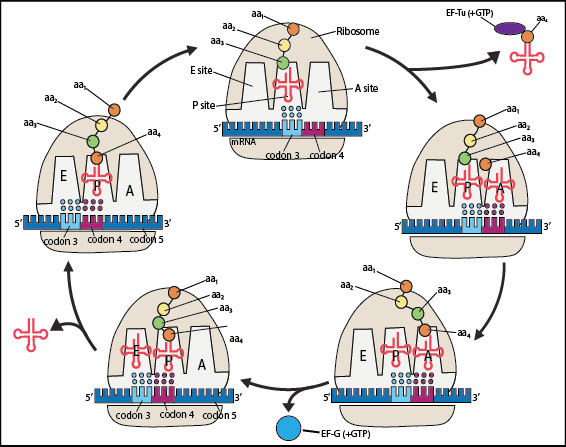 aa₁
aa₂
aa₃
Ribosome
E site
A site
P site
5′
3′
mRNA
codon 3
codon 4
EF-Tu (+GTP)
aa₄
aa₁
aa₂
aa₃
aa₄
E
P
A
5′
3′
aa₁
aa₂
aa₃
aa₄
E
P
A
5′
3′
EF-G (+GTP)
aa₁
aa₂
aa₃
aa₄
E
P
A
5′
3′
codon 3
codon 4
codon 5
aa₁
aa₂
aa₃
aa₄
E
P
A
5′
3′
codon 3
codon 4
codon 5